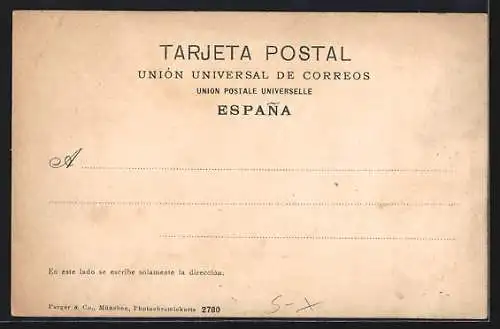 TARJETA POSTAL
UNIÓN UNIVERSAL DE CORREOS
UNION POSTALE UNIVERSELLE
ESPAÑA
A
En este lado se escribe solamente la dirección.
Purger & Co., München, Photochromiekarte 2780
S-X